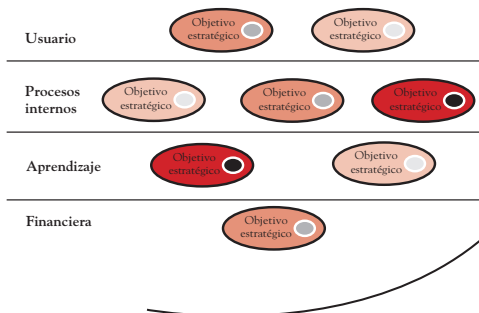 Usuario
Objetivo
estratégico
Objetivo
estratégico
Procesos
internos
Objetivo
estratégico
Objetivo
estratégico
Objetivo
estratégico
Aprendizaje
Objetivo
estratégico
Objetivo
estratégico
Financiera
Objetivo
estratégico